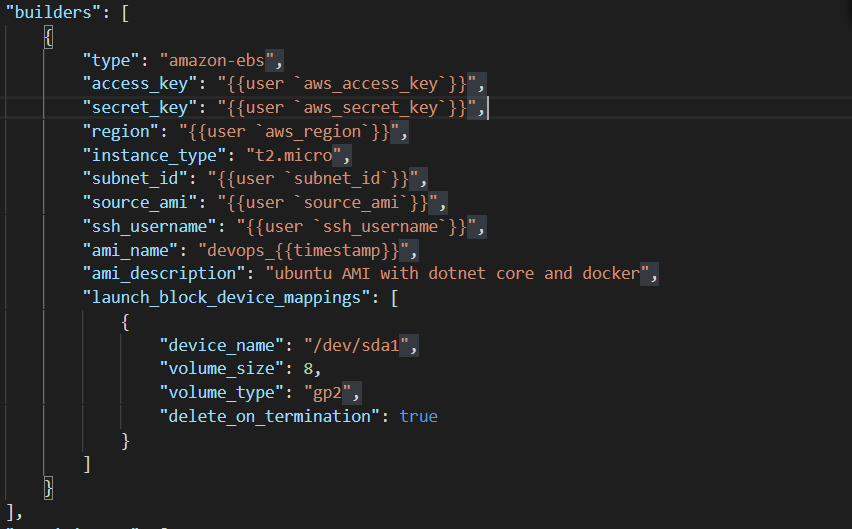 "builders": [
    {
        "type": "amazon-ebs",
        "access_key": "{{user `aws_access_key`}}",
        "secret_key": "{{user `aws_secret_key`}}",
        "region": "{{user `aws_region`}}",
        "instance_type": "t2.micro",
        "subnet_id": "{{user `subnet_id`}}",
        "source_ami": "{{user `source_ami`}}",
        "ssh_username": "{{user `ssh_username`}}",
        "ami_name": "devops_{{timestamp}}",
        "ami_description": "ubuntu AMI with dotnet core and docker",
        "launch_block_device_mappings": [
            {
                "device_name": "/dev/sda1",
                "volume_size": 8,
                "volume_type": "gp2",
                "delete_on_termination": true
            }
        ]
    }
],